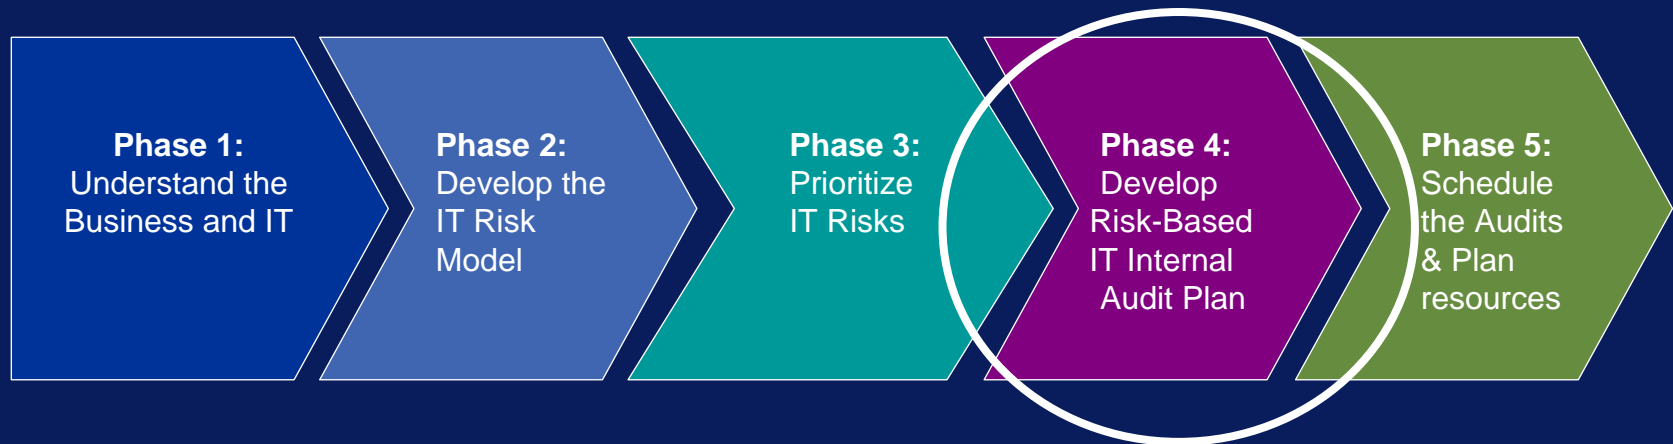 Phase 1:
Understand the
Business and IT
Phase 2:
Develop the
IT Risk
Model
Phase 3:
Prioritize
IT Risks
Phase 4:
Develop
Risk-Based
IT Internal
Audit Plan
Phase 5:
Schedule
the Audits
& Plan
resources